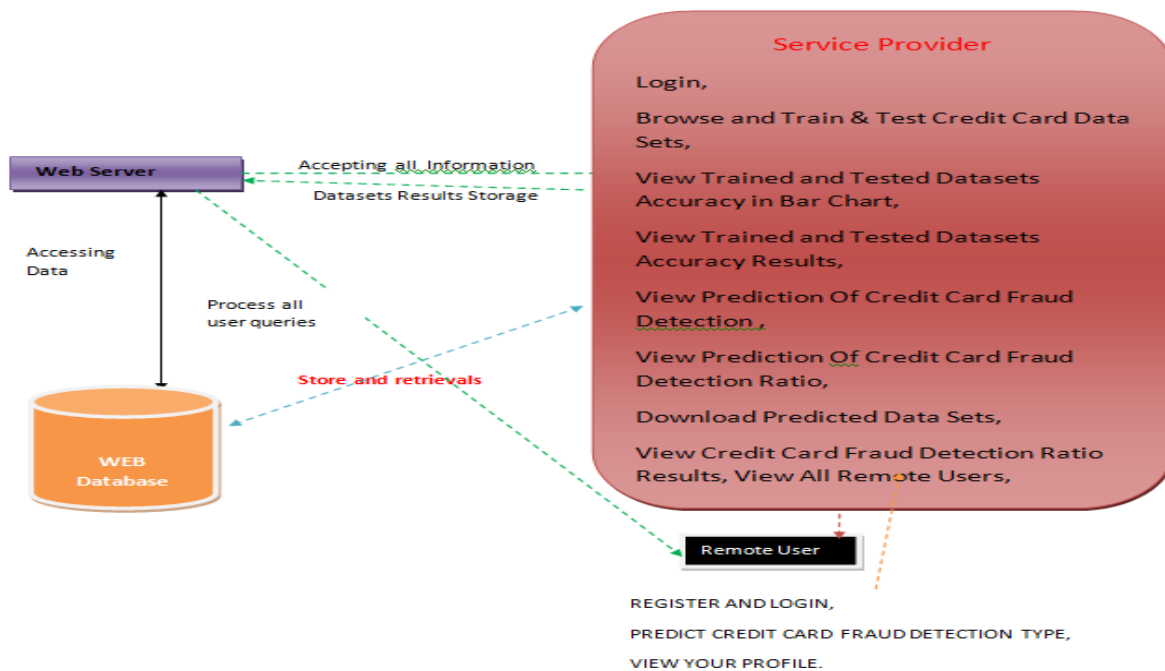 Service Provider
Login,
Browse and Train & Test Credit Card Data
Sets,
View Trained and Tested Datasets
Accuracy in Bar Chart,
View Trained and Tested Datasets
Accuracy Results,
View Prediction Of Credit Card Fraud
Detection ,
View Prediction Of Credit Card Fraud
Detection Ratio,
Download Predicted Data Sets,
View Credit Card Fraud Detection Ratio
Results, View All Remote Users,
Web Server
Accepting all Information
Datasets Results Storage
Accessing
Data
Process all
user queries
Store and retrievals
WEB
Database
Remote User
REGISTER AND LOGIN,
PREDICT CREDIT CARD FRAUD DETECTION TYPE,
VIEW YOUR PROFILE.